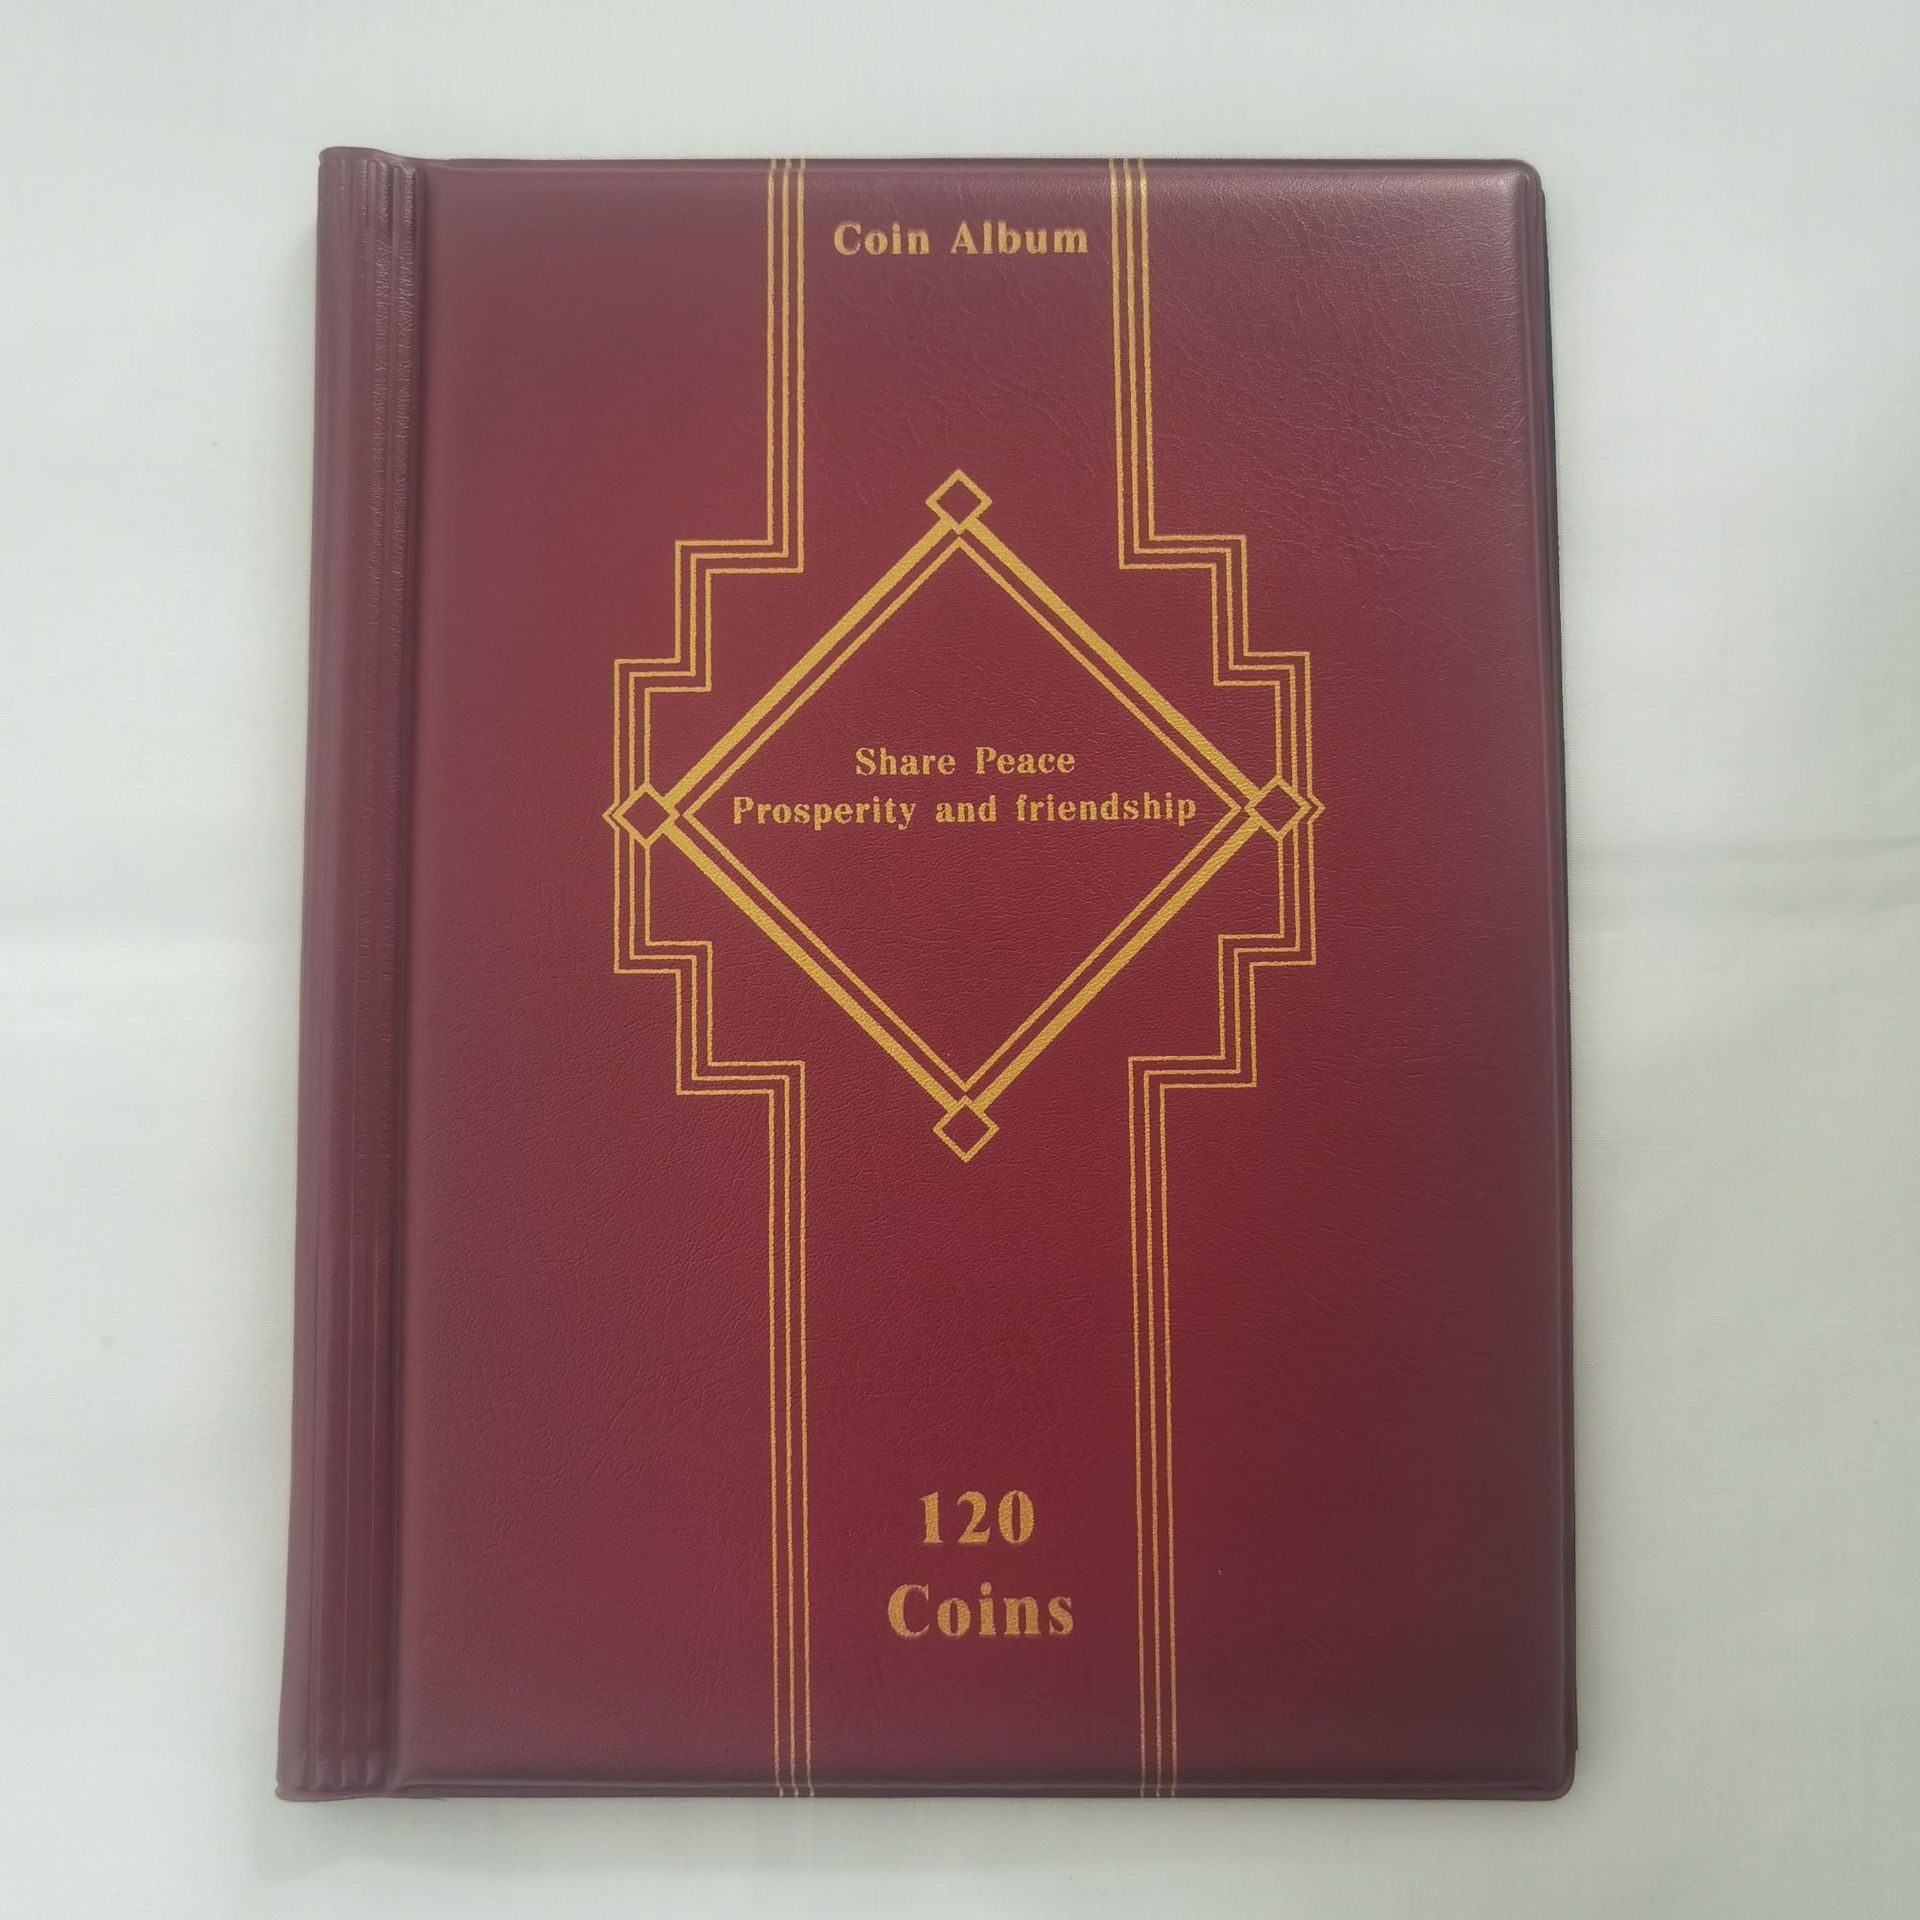 Coin Album
Share Peace
Prosperity and friendship
120
Coins